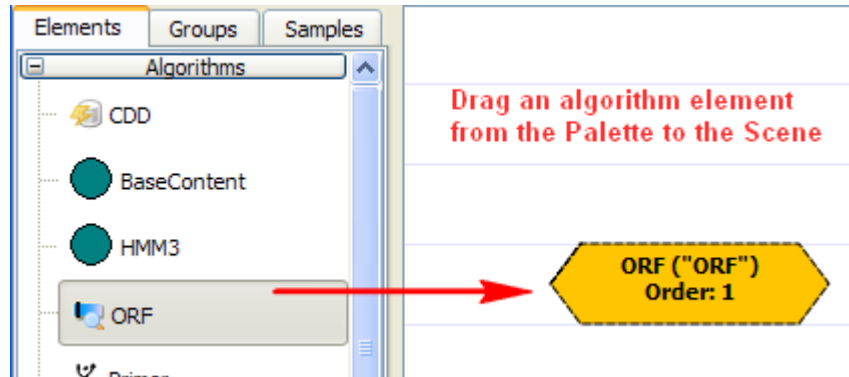 Elements Groups Samples
Algorithms
CDD
BaseContent
HMM3
ORF
Primer
Drag an algorithm element
from the Palette to the Scene
ORF ("ORF")
Order: 1